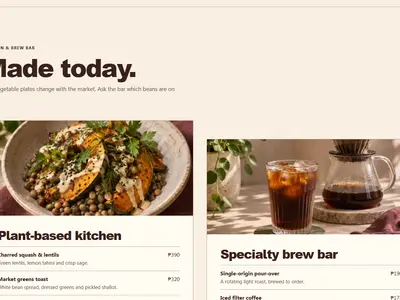 N & BREW BAR
Made today.
getable plates change with the market. Ask the bar which beans are on
Plant-based kitchen
Charred squash & lentils ₱390
Green lentils, lemon tahini and crisp sage.
Market greens toast ₱320
White bean spread, dressed greens and pickled shallot.
Specialty brew bar
Single-origin pour-over
A rotating light roast, brewed to order.
Iced filter coffee